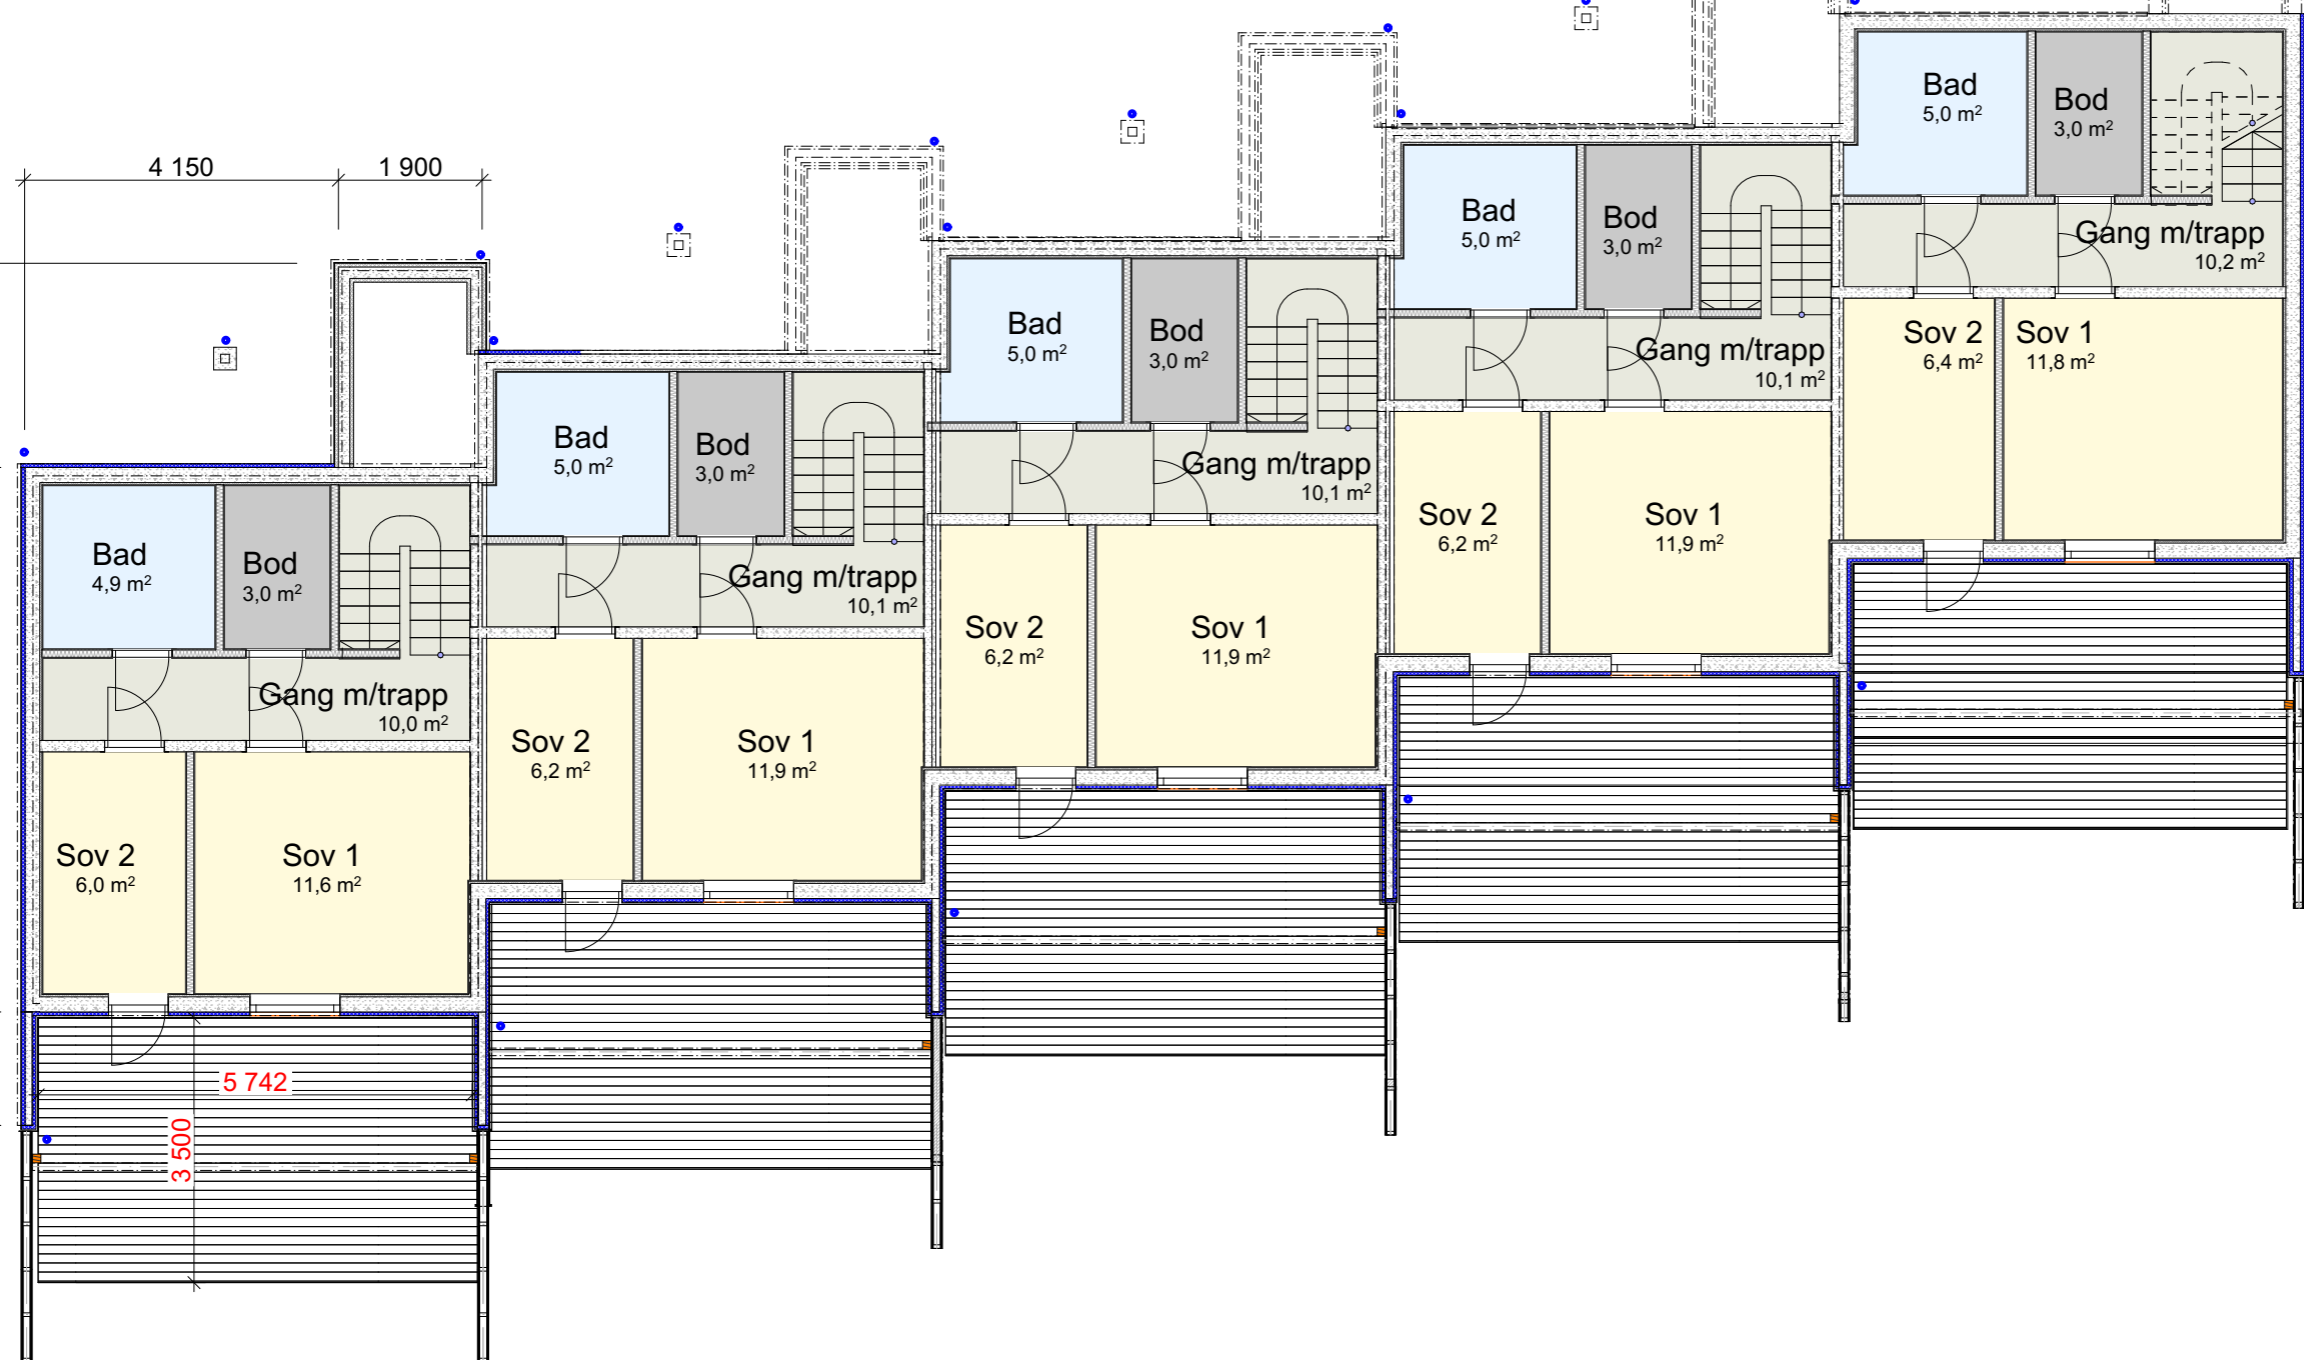 4 150
1 900
Bad
4,9 m²
Bod
3,0 m²
Gang m/trapp
10,0 m²
Sov 2
6,0 m²
Sov 1
11,6 m²
5 742
3 500
Bad
5,0 m²
Bod
3,0 m²
Gang m/trapp
10,1 m²
Sov 2
6,2 m²
Sov 1
11,9 m²
Bad
5,0 m²
Bod
3,0 m²
Gang m/trapp
10,1 m²
Sov 2
6,2 m²
Sov 1
11,9 m²
Bad
5,0 m²
Bod
3,0 m²
Gang m/trapp
10,1 m²
Sov 2
6,2 m²
Sov 1
11,9 m²
Bad
5,0 m²
Bod
3,0 m²
Gang m/trapp
10,2 m²
Sov 2
6,4 m²
Sov 1
11,8 m²